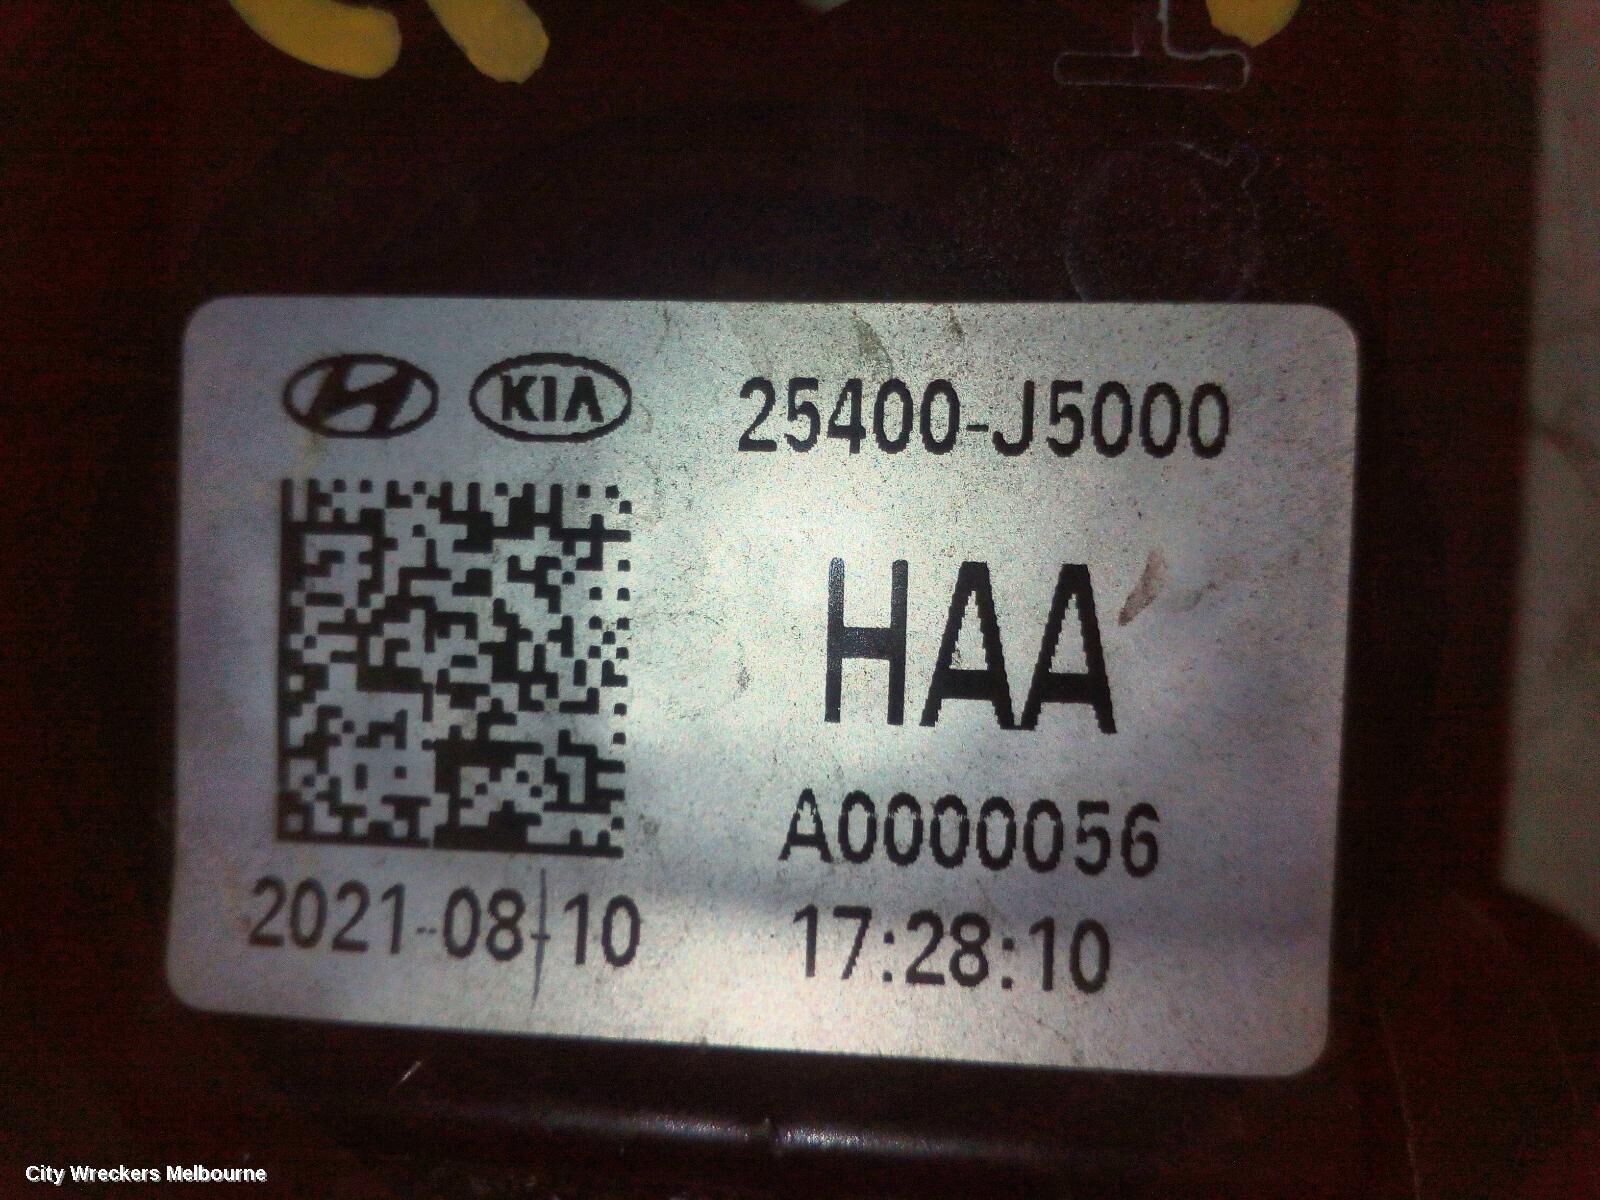 KIA 25400-J5000
HAA
A0000056
2021-08-10 17:28:10
City Wreckers Melbourne